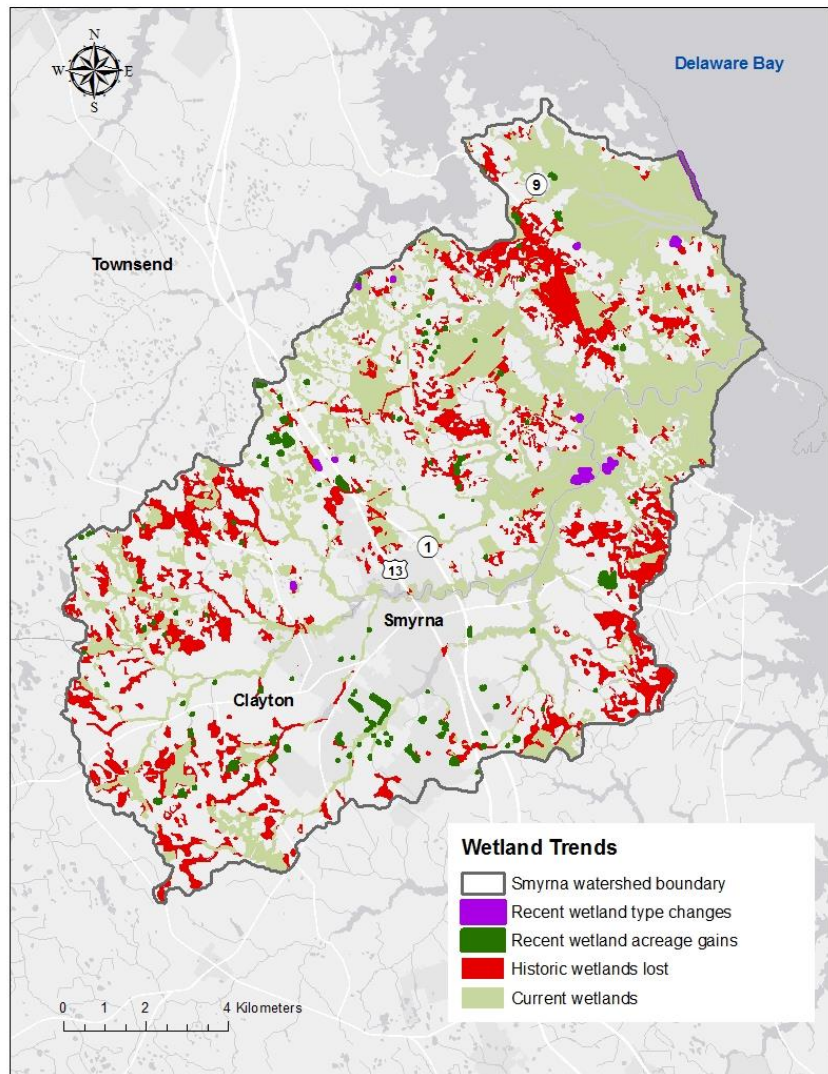 N
W E
S
Delaware Bay
9
Townsend
1
13
Smyrna
Clayton
Wetland Trends
Smyrna watershed boundary
Recent wetland type changes
Recent wetland acreage gains
Historic wetlands lost
Current wetlands
0 1 2 4 Kilometers